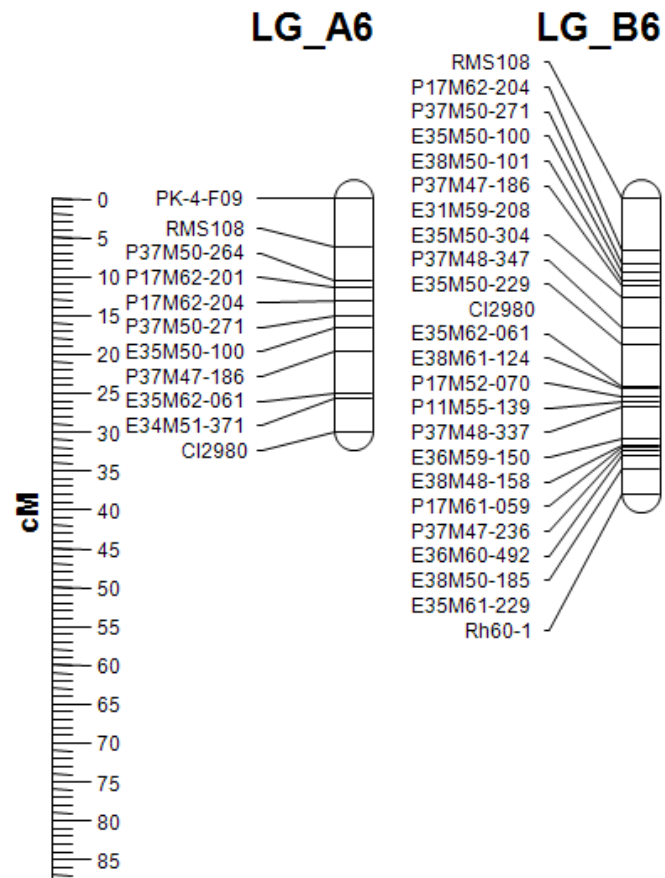 LG_A6
LG_B6
RMS108
P17M62-204
P37M50-271
E35M50-100
E38M50-101
P37M47-186
E31M59-208
E35M50-304
P37M48-347
E35M50-229
CI2980
E35M62-061
E38M61-124
P17M52-070
P11M55-139
P37M48-337
E36M59-150
E38M48-158
P17M61-059
P37M47-236
E36M60-492
E38M50-185
E35M61-229
Rh60-1
PK-4-F09
RMS108
P37M50-264
P17M62-201
P17M62-204
P37M50-271
E35M50-100
P37M47-186
E35M62-061
E34M51-371
CI2980
0
5
10
15
20
25
30
35
40
45
50
55
60
65
70
75
80
85
cM